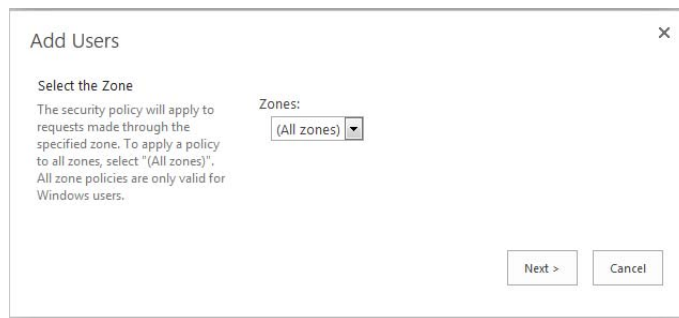 Add Users
Select the Zone
The security policy will apply to
requests made through the
specified zone. To apply a policy
to all zones, select "(All zones)".
All zone policies are only valid for
Windows users.
Zones:
(All zones)
Next >
Cancel